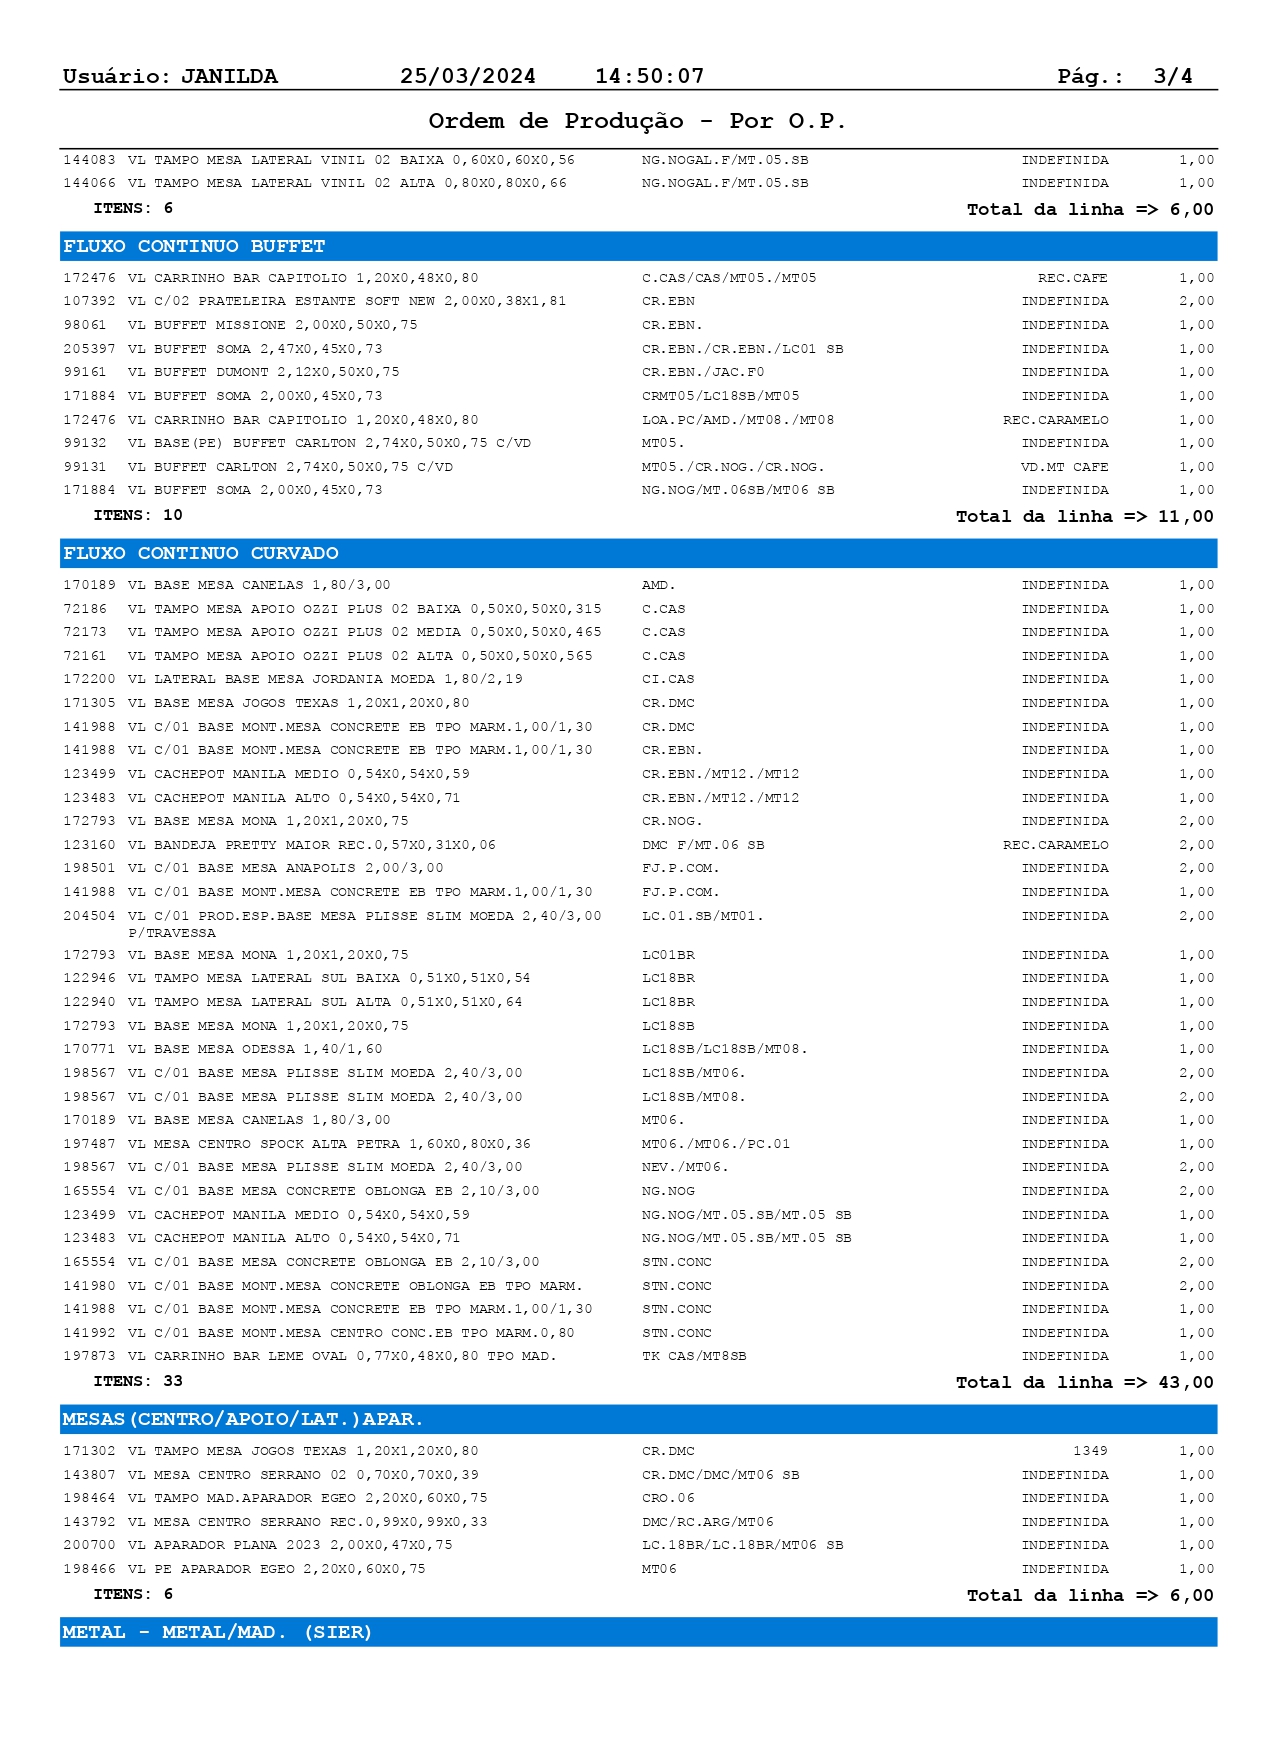 Usuário: JANILDA 25/03/2024 14:50:07 Pág.: 3/4
Ordem de Produção - Por O.P.
144083 VL TAMPO MESA LATERAL VINIL 02 BAIXA 0,60X0,60X0,56 NG.NOGAL.F/MT.05.SB INDEFINIDA 1,00
144066 VL TAMPO MESA LATERAL VINIL 02 ALTA 0,80X0,80X0,66 NG.NOGAL.F/MT.05.SB INDEFINIDA 1,00
ITENS: 6 Total da linha => 6,00
FLUXO CONTINUO BUFFET
172476 VL CARRINHO BAR CAPITOLIO 1,20X0,48X0,80 C.CAS/CAS/MT05./MT05 REC.CAFE 1,00
107392 VL C/02 PRATELEIRA ESTANTE SOFT NEW 2,00X0,38X1,81 CR.EBN INDEFINIDA 2,00
98061 VL BUFFET MISSIONE 2,00X0,50X0,75 CR.EBN. INDEFINIDA 1,00
205397 VL BUFFET SOMA 2,47X0,45X0,73 CR.EBN./CR.EBN./LC01 SB INDEFINIDA 1,00
99161 VL BUFFET DUMONT 2,12X0,50X0,75 CR.EBN./JAC.F0 INDEFINIDA 1,00
171884 VL BUFFET SOMA 2,00X0,45X0,73 CRMT05/LC18SB/MT05 INDEFINIDA 1,00
172476 VL CARRINHO BAR CAPITOLIO 1,20X0,48X0,80 LOA.PC/AMD./MT08./MT08 REC.CARAMELO 1,00
99132 VL BASE(PE) BUFFET CARLTON 2,74X0,50X0,75 C/VD MT05. INDEFINIDA 1,00
99131 VL BUFFET CARLTON 2,74X0,50X0,75 C/VD MT05./CR.NOG./CR.NOG. VD.MT CAFE 1,00
171884 VL BUFFET SOMA 2,00X0,45X0,73 NG.NOG/MT.06SB/MT06 SB INDEFINIDA 1,00
ITENS: 10 Total da linha => 11,00
FLUXO CONTINUO CURVADO
170189 VL BASE MESA CANELAS 1,80/3,00 AMD. INDEFINIDA 1,00
72186 VL TAMPO MESA APOIO OZZI PLUS 02 BAIXA 0,50X0,50X0,315 C.CAS INDEFINIDA 1,00
72173 VL TAMPO MESA APOIO OZZI PLUS 02 MEDIA 0,50X0,50X0,465 C.CAS INDEFINIDA 1,00
72161 VL TAMPO MESA APOIO OZZI PLUS 02 ALTA 0,50X0,50X0,565 C.CAS INDEFINIDA 1,00
172200 VL LATERAL BASE MESA JORDANIA MOEDA 1,80/2,19 CI.CAS INDEFINIDA 1,00
171305 VL BASE MESA JOGOS TEXAS 1,20X1,20X0,80 CR.DMC INDEFINIDA 1,00
141988 VL C/01 BASE MONT.MESA CONCRETE EB TPO MARM.1,00/1,30 CR.DMC INDEFINIDA 1,00
141988 VL C/01 BASE MONT.MESA CONCRETE EB TPO MARM.1,00/1,30 CR.EBN. INDEFINIDA 1,00
123499 VL CACHEPOT MANILA MEDIO 0,54X0,54X0,59 CR.EBN./MT12./MT12 INDEFINIDA 1,00
123483 VL CACHEPOT MANILA ALTO 0,54X0,54X0,71 CR.EBN./MT12./MT12 INDEFINIDA 1,00
172793 VL BASE MESA MONA 1,20X1,20X0,75 CR.NOG. INDEFINIDA 2,00
123160 VL BANDEJA PRETTY MAIOR REC.0,57X0,31X0,06 DMC F/MT.06 SB REC.CARAMELO 2,00
198501 VL C/01 BASE MESA ANAPOLIS 2,00/3,00 FJ.P.COM. INDEFINIDA 2,00
141988 VL C/01 BASE MONT.MESA CONCRETE EB TPO MARM.1,00/1,30 FJ.P.COM. INDEFINIDA 1,00
204504 VL C/01 PROD.ESP.BASE MESA PLISSE SLIM MOEDA 2,40/3,00 LC.01.SB/MT01. INDEFINIDA 2,00
P/TRAVESSA
172793 VL BASE MESA MONA 1,20X1,20X0,75 LC01BR INDEFINIDA 1,00
122946 VL TAMPO MESA LATERAL SUL BAIXA 0,51X0,51X0,54 LC18BR INDEFINIDA 1,00
122940 VL TAMPO MESA LATERAL SUL ALTA 0,51X0,51X0,64 LC18BR INDEFINIDA 1,00
172793 VL BASE MESA MONA 1,20X1,20X0,75 LC18SB INDEFINIDA 1,00
170771 VL BASE MESA ODESSA 1,40/1,60 LC18SB/LC18SB/MT08. INDEFINIDA 1,00
198567 VL C/01 BASE MESA PLISSE SLIM MOEDA 2,40/3,00 LC18SB/MT06. INDEFINIDA 2,00
198567 VL C/01 BASE MESA PLISSE SLIM MOEDA 2,40/3,00 LC18SB/MT08. INDEFINIDA 2,00
170189 VL BASE MESA CANELAS 1,80/3,00 MT06. INDEFINIDA 1,00
197487 VL MESA CENTRO SPOCK ALTA PETRA 1,60X0,80X0,36 MT06./MT06./PC.01 INDEFINIDA 1,00
198567 VL C/01 BASE MESA PLISSE SLIM MOEDA 2,40/3,00 NEV./MT06. INDEFINIDA 2,00
165554 VL C/01 BASE MESA CONCRETE OBLONGA EB 2,10/3,00 NG.NOG INDEFINIDA 2,00
123499 VL CACHEPOT MANILA MEDIO 0,54X0,54X0,59 NG.NOG/MT.05.SB/MT.05 SB INDEFINIDA 1,00
123483 VL CACHEPOT MANILA ALTO 0,54X0,54X0,71 NG.NOG/MT.05.SB/MT.05 SB INDEFINIDA 1,00
165554 VL C/01 BASE MESA CONCRETE OBLONGA EB 2,10/3,00 STN.CONC INDEFINIDA 2,00
141980 VL C/01 BASE MONT.MESA CONCRETE OBLONGA EB TPO MARM. STN.CONC INDEFINIDA 2,00
141988 VL C/01 BASE MONT.MESA CONCRETE EB TPO MARM.1,00/1,30 STN.CONC INDEFINIDA 1,00
141992 VL C/01 BASE MONT.MESA CENTRO CONC.EB TPO MARM.0,80 STN.CONC INDEFINIDA 1,00
197873 VL CARRINHO BAR LEME OVAL 0,77X0,48X0,80 TPO MAD. TK CAS/MT8SB INDEFINIDA 1,00
ITENS: 33 Total da linha => 43,00
MESAS(CENTRO/APOIO/LAT.)APAR.
171302 VL TAMPO MESA JOGOS TEXAS 1,20X1,20X0,80 CR.DMC 1349 1,00
143807 VL MESA CENTRO SERRANO 02 0,70X0,70X0,39 CR.DMC/DMC/MT06 SB INDEFINIDA 1,00
198464 VL TAMPO MAD.APARADOR EGEO 2,20X0,60X0,75 CRO.06 INDEFINIDA 1,00
143792 VL MESA CENTRO SERRANO REC.0,99X0,99X0,33 DMC/RC.ARG/MT06 INDEFINIDA 1,00
200700 VL APARADOR PLANA 2023 2,00X0,47X0,75 LC.18BR/LC.18BR/MT06 SB INDEFINIDA 1,00
198466 VL PE APARADOR EGEO 2,20X0,60X0,75 MT06 INDEFINIDA 1,00
ITENS: 6 Total da linha => 6,00
METAL - METAL/MAD. (SIER)